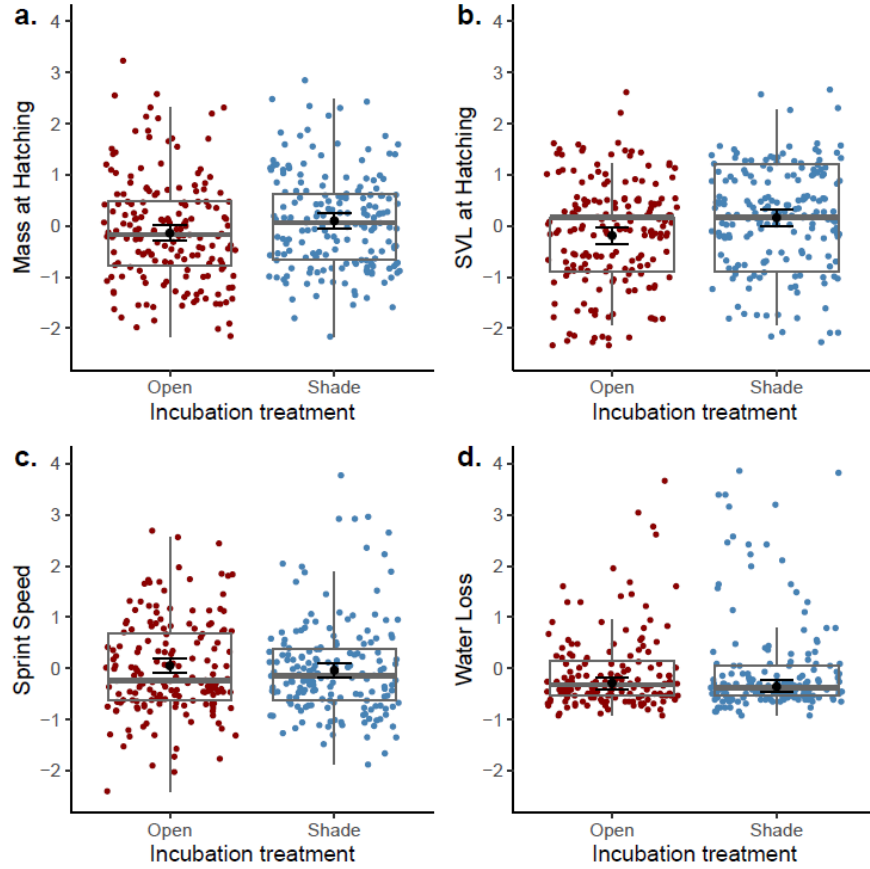 a.
Mass at Hatching
4
3
2
1
0
−1
−2
Open Shade
Incubation treatment
b.
SVL at Hatching
4
3
2
1
0
−1
−2
Open Shade
Incubation treatment
c.
Sprint Speed
4
3
2
1
0
−1
−2
Open Shade
Incubation treatment
d.
Water Loss
4
3
2
1
0
−1
−2
Open Shade
Incubation treatment